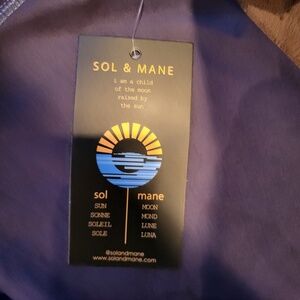 SOL & MANE
i am a child
of the moon
raised by
the sun
sol mane
SUN MOON
SONNE MOND
SOLEIL LUNE
SOLE LUNA
@solandmane
www.solandmane.com